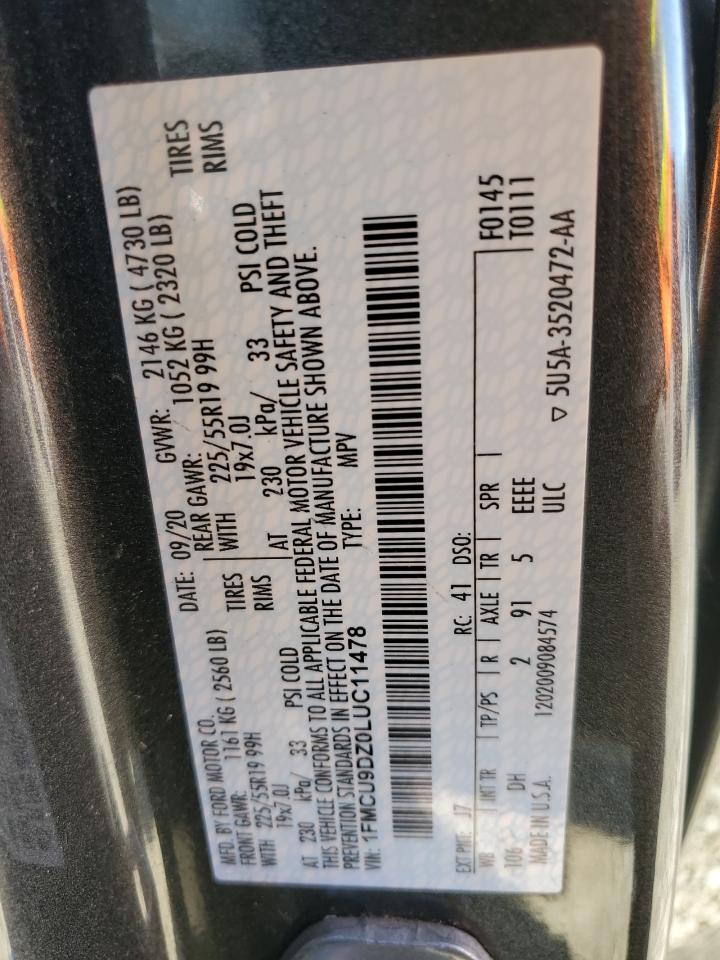 MFD. BY FORD MOTOR CO. DATE: 09/20 GVWR: 2146 KG ( 4730 LB)
FRONT GAWR: 1161 KG ( 2560 LB) REAR GAWR: 1052 KG ( 2320 LB)
WITH 225/55R19 99H TIRES WITH 225/55R19 99H TIRES
19x7.0J RIMS 19x7.0J RIMS
AT 230 kPa/ 33 PSI COLD AT 230 kPa/ 33 PSI COLD
THIS VEHICLE CONFORMS TO ALL APPLICABLE FEDERAL MOTOR VEHICLE SAFETY AND THEFT
PREVENTION STANDARDS IN EFFECT ON THE DATE OF MANUFACTURE SHOWN ABOVE.
VIN: 1FMCU9DZ0LUC11478 TYPE: MPV
EXT PNT: J7 RC: 41 DSO:
WB INT TR TP/PS R AXLE TR SPR F0145
106 DH 2 91 5 EEEE T0111
ULC
MADE IN U.S.A. 1202009084574 ▽ 5U5A-3520472-AA